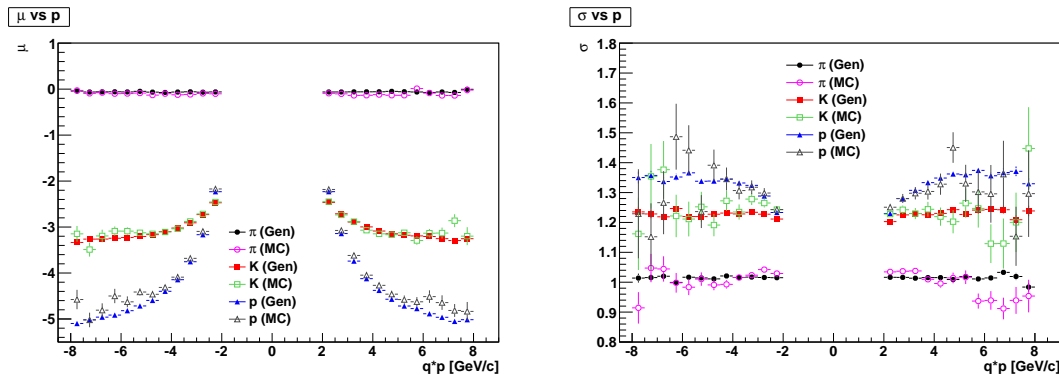 μ vs p
μ
1
0
-1
-2
-3
-4
-5
π (Gen)
π (MC)
K (Gen)
K (MC)
p (Gen)
p (MC)
-8 -6 -4 -2 0 2 4 6 8
q*p [GeV/c]
σ vs p
σ
1.8
1.7
1.6
1.5
1.4
1.3
1.2
1.1
1
0.9
0.8
π (Gen)
π (MC)
K (Gen)
K (MC)
p (Gen)
p (MC)
-8 -6 -4 -2 0 2 4 6 8
q*p [GeV/c]